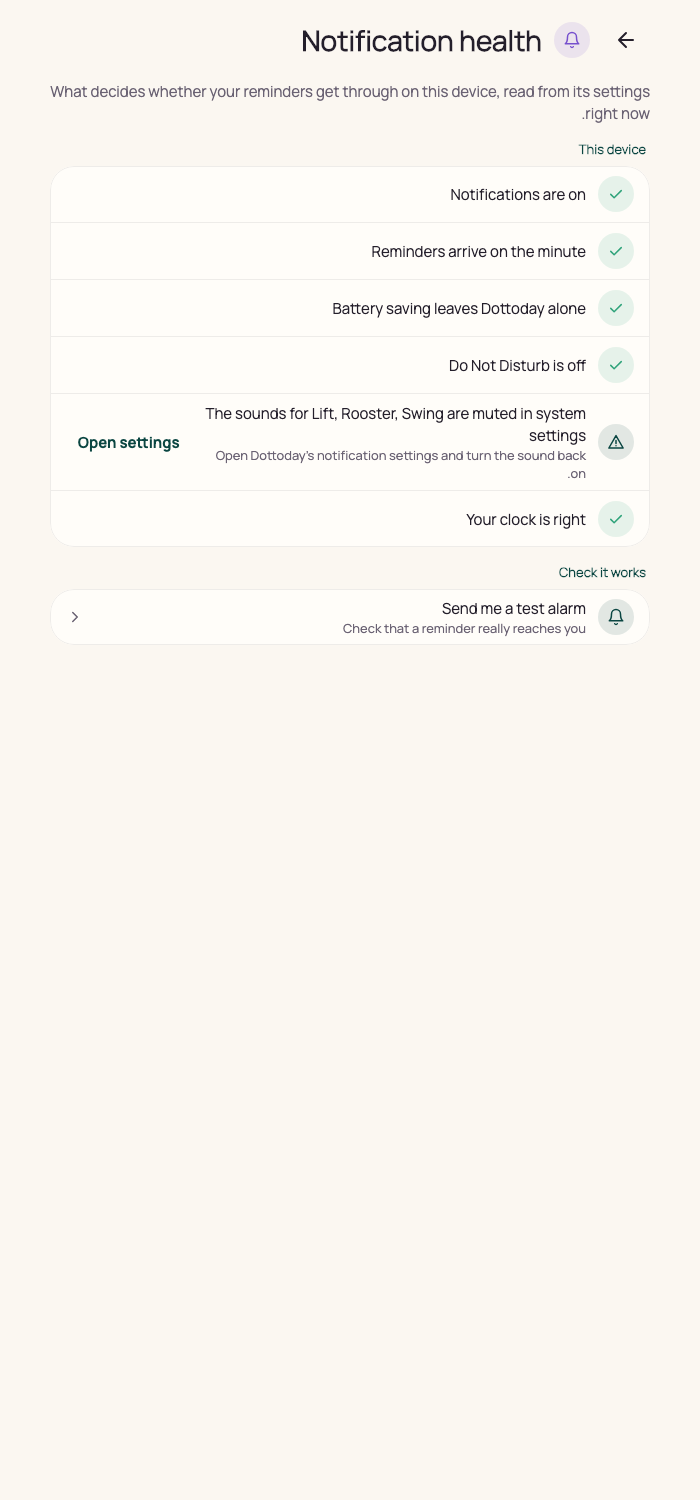 Notification health
What decides whether your reminders get through on this device, read from its settings
right now.
This device
Notifications are on
Reminders arrive on the minute
Battery saving leaves Dottoday alone
Do Not Disturb is off
The sounds for Lift, Rooster, Swing are muted in system
settings
Open Dottoday's notification settings and turn the sound back
on.
Open settings
Your clock is right
Check it works
Send me a test alarm
Check that a reminder really reaches you